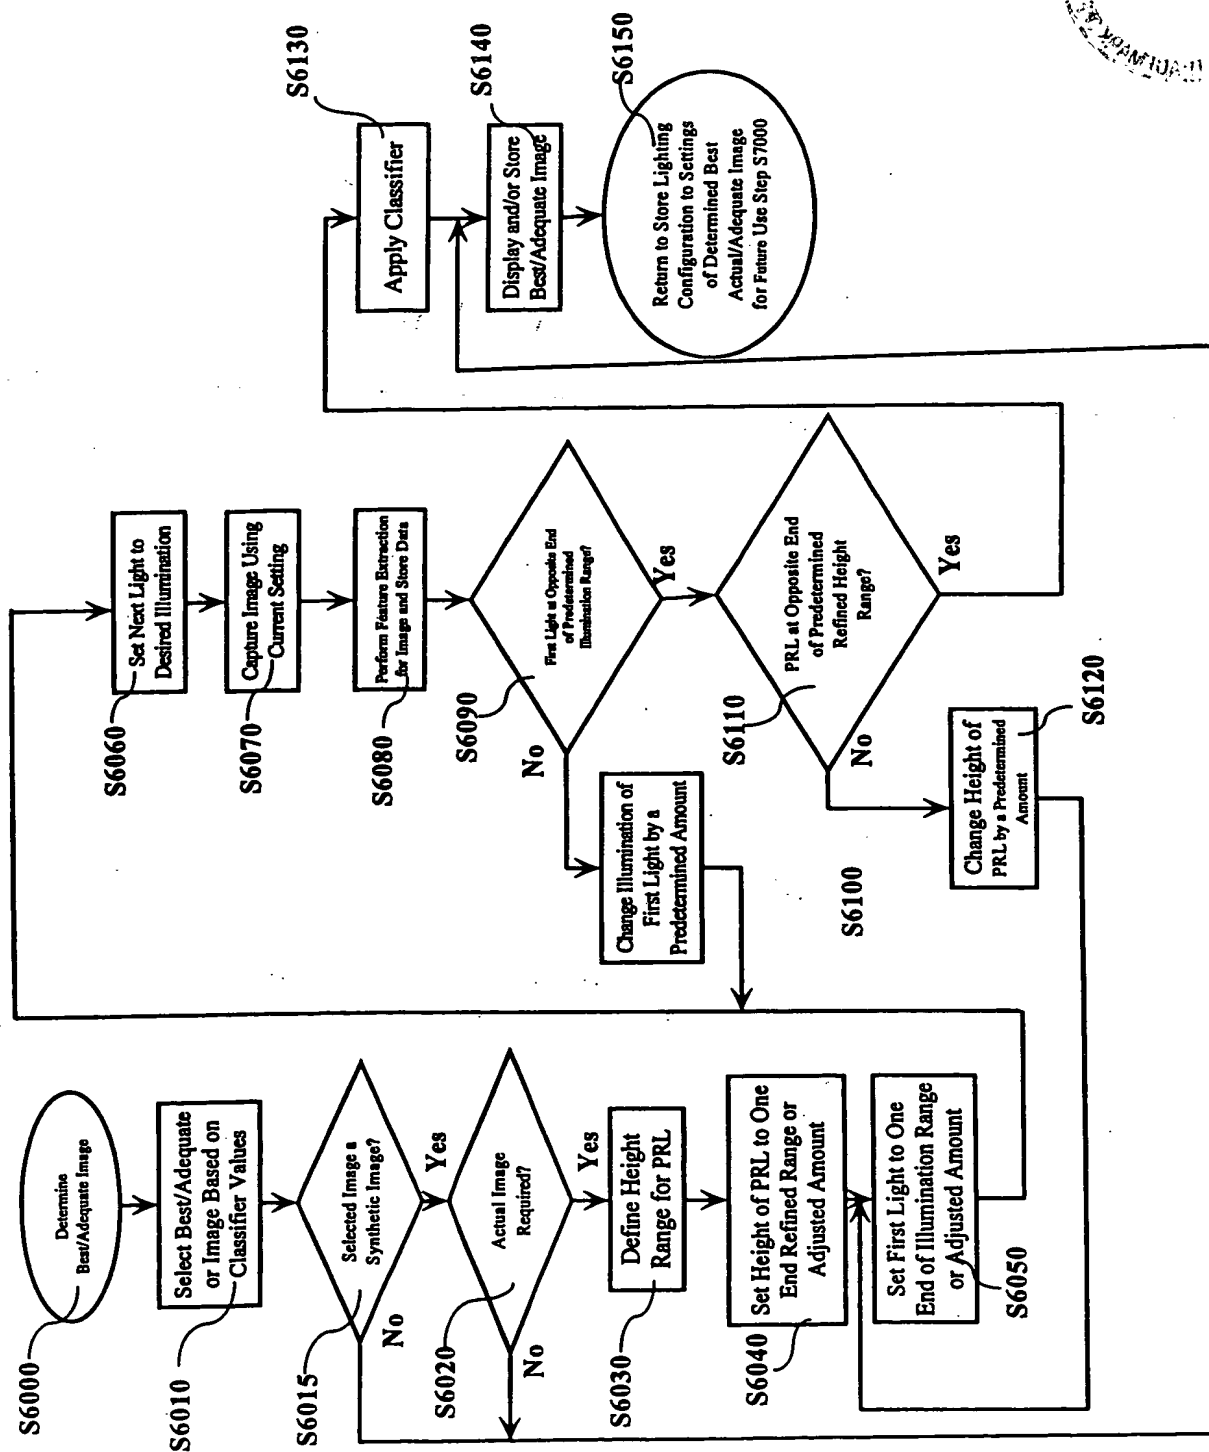 S6000
Determine
Best/Adequate Image
S6010
Select Best/Adequate
or Image Based on
Classifier Values
S6015
Selected Image a
Synthetic Image?
No
Yes
S6020
Actual Image
Required?
No
Yes
S6030
Define Height
Range for PRL
S6040
Set Height of PRL to One
End Refined Range or
Adjusted Amount
Set First Light to One
End of Illumination Range
or Adjusted Amount
S6050
S6060
Set Next Light to
Desired Illumination
S6070
Capture Image Using
Current Setting
S6080
Perform Feature Extraction
for Image and Store Data
S6090
First Light at Opposite End
of Predetermined
Illumination Range?
No
Yes
Change Illumination of
First Light by a
Predetermined Amount
S6100
S6110
PRL at Opposite End
of Predetermined
Refined Height
Range?
No
Yes
Change Height of
PRL by a Predetermined
Amount
S6120
S6130
Apply Classifier
S6140
Display and/or Store
Best/Adequate Image
S6150
Return to Store Lighting
Configuration to Settings
of Determined Best
Actual/Adequate Image
for Future Use Step S7000